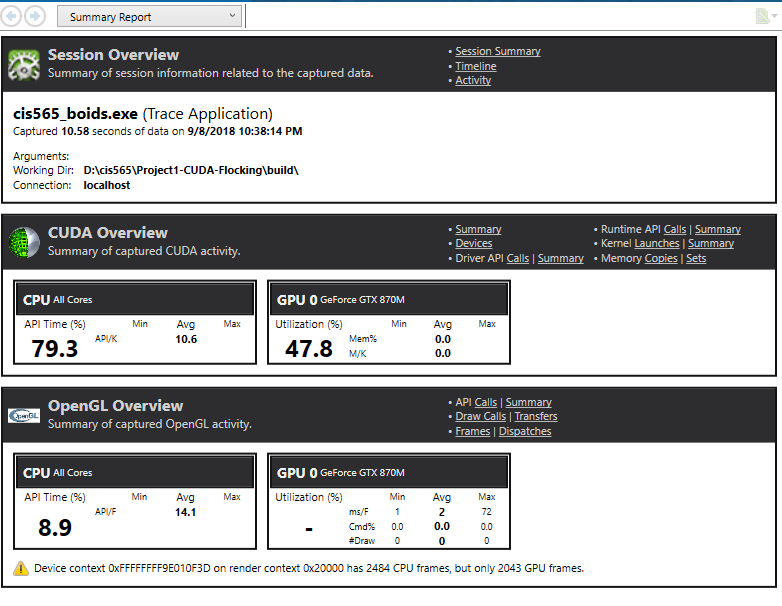 Summary Report
Session Overview
Summary of session information related to the captured data.
• Session Summary
• Timeline
• Activity
cis565_boids.exe (Trace Application)
Captured 10.58 seconds of data on 9/8/2018 10:38:14 PM
Arguments:
Working Dir: D:\cis565\Project1-CUDA-Flocking\build\
Connection: localhost
CUDA Overview
Summary of captured CUDA activity.
• Summary
• Devices
• Driver API Calls | Summary
• Runtime API Calls | Summary
• Kernel Launches | Summary
• Memory Copies | Sets
CPU All Cores
API Time (%) Min Avg Max
79.3 API/K 10.6
GPU 0 GeForce GTX 870M
Utilization (%) Min Avg Max
47.8 Mem% 0.0
M/K 0.0
OpenGL
OpenGL Overview
Summary of captured OpenGL activity.
• API Calls | Summary
• Draw Calls | Transfers
• Frames | Dispatches
CPU All Cores
API Time (%) Min Avg Max
8.9 API/F 14.1
GPU 0 GeForce GTX 870M
Utilization (%) Min Avg Max
ms/F 1 2 72
- Cmd% 0.0 0.0 0.0
#Draw 0 0 0
Device context 0xFFFFFFFF9E010F3D on render context 0x20000 has 2484 CPU frames, but only 2043 GPU frames.